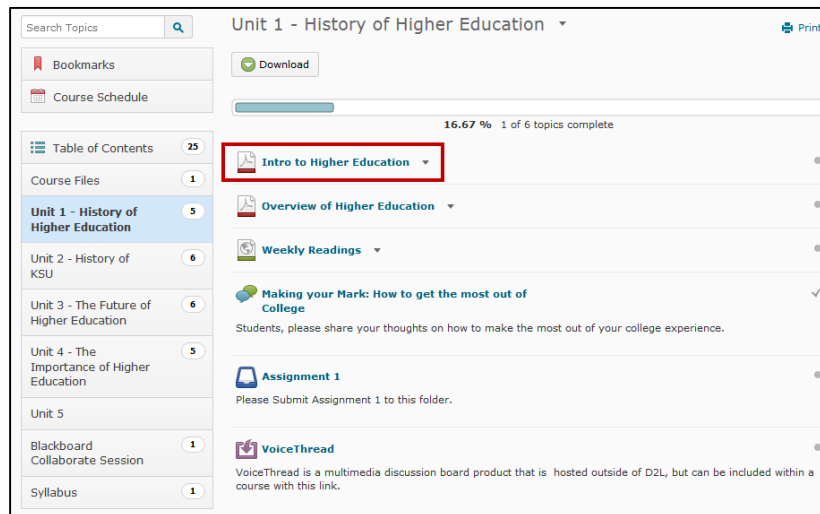 Search Topics
Bookmarks
Course Schedule
Table of Contents 25
Course Files 1
Unit 1 - History of 5
Higher Education
Unit 2 - History of 6
KSU
Unit 3 - The Future of 6
Higher Education
Unit 4 - The 5
Importance of Higher
Education
Unit 5
Blackboard 1
Collaborate Session
Syllabus 1
Unit 1 - History of Higher Education
Print
Download
16.67 % 1 of 6 topics complete
Intro to Higher Education
Overview of Higher Education
Weekly Readings
Making your Mark: How to get the most out of
College
Students, please share your thoughts on how to make the most out of your college experience.
Assignment 1
Please Submit Assignment 1 to this folder.
VoiceThread
VoiceThread is a multimedia discussion board product that is hosted outside of D2L, but can be included within a
course with this link.